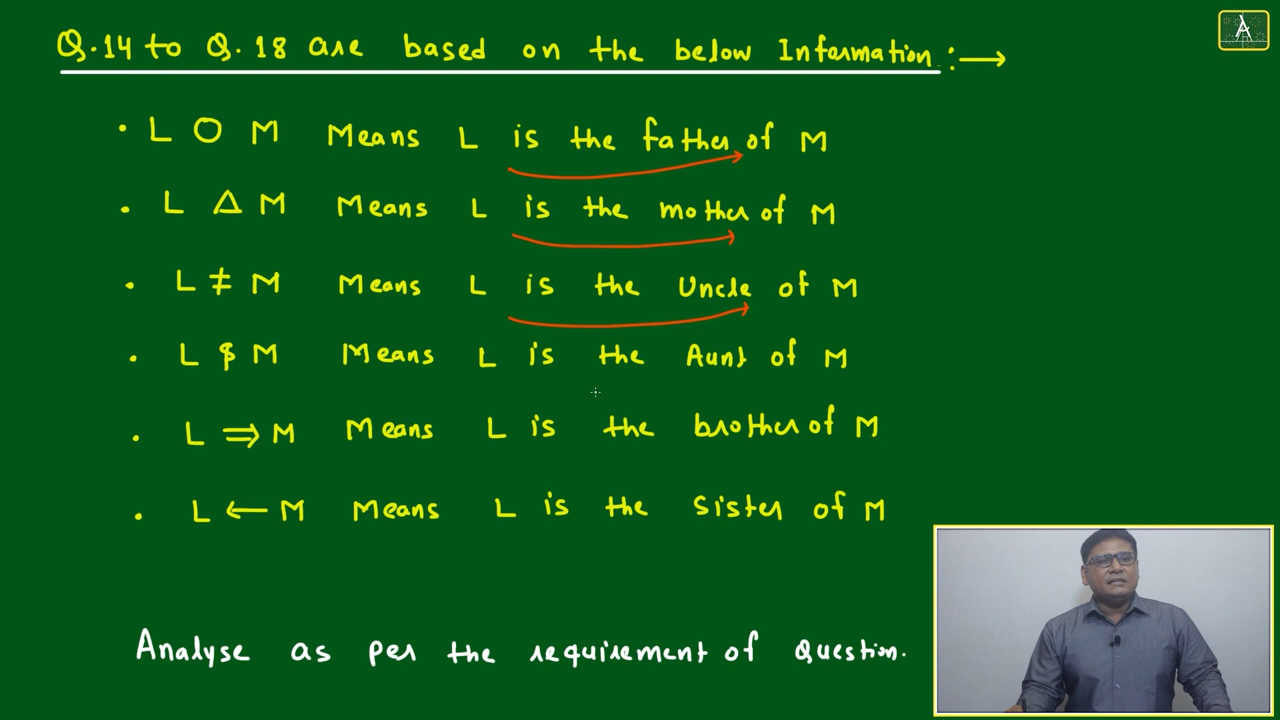 Q.14 to Q.18 are based on the below Information :→
• L O M Means L is the father of M
• L Δ M Means L is the mother of M
• L ≠ M Means L is the Uncle of M
• L $ M Means L is the Aunt of M
• L ⇒ M Means L is the brother of M
• L ← M Means L is the Sister of M
Analyse as per the requirement of Question.
A